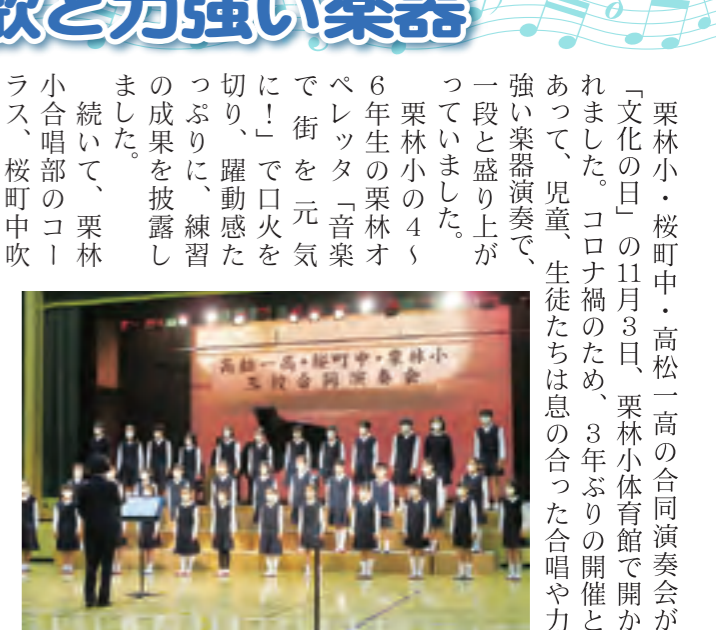 歌と力強い楽器
栗林小・桜町中・高松一高の合同演奏会が
「文化の日」の11月3日、栗林小体育館で開か
れました。コロナ禍のため、3年ぶりの開催と
あって、児童、生徒たちは息の合った合唱や力
強い楽器演奏で、
一段と盛り上が
っていました。
栗林小の4～
6年生の栗林オ
ペレッタ「音楽
で街を元気
に！」で口火を
切り、躍動感た
っぷりに、練習
の成果を披露し
ました。
続いて、栗林
小合唱部のコー
ラス、桜町中吹
高松一高・桜町中・栗林小
三校合同演奏会